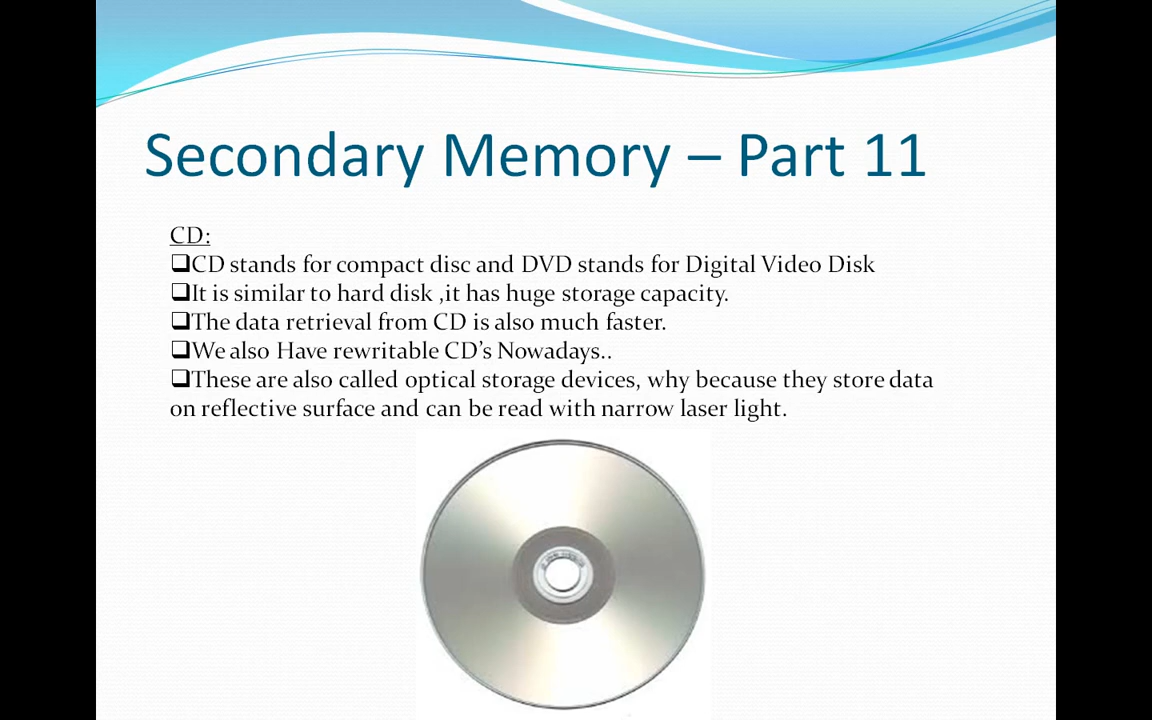 Secondary Memory – Part 11
CD:
❑CD stands for compact disc and DVD stands for Digital Video Disk
❑It is similar to hard disk ,it has huge storage capacity.
❑The data retrieval from CD is also much faster.
❑We also Have rewritable CD’s Nowadays..
❑These are also called optical storage devices, why because they store data
on reflective surface and can be read with narrow laser light.